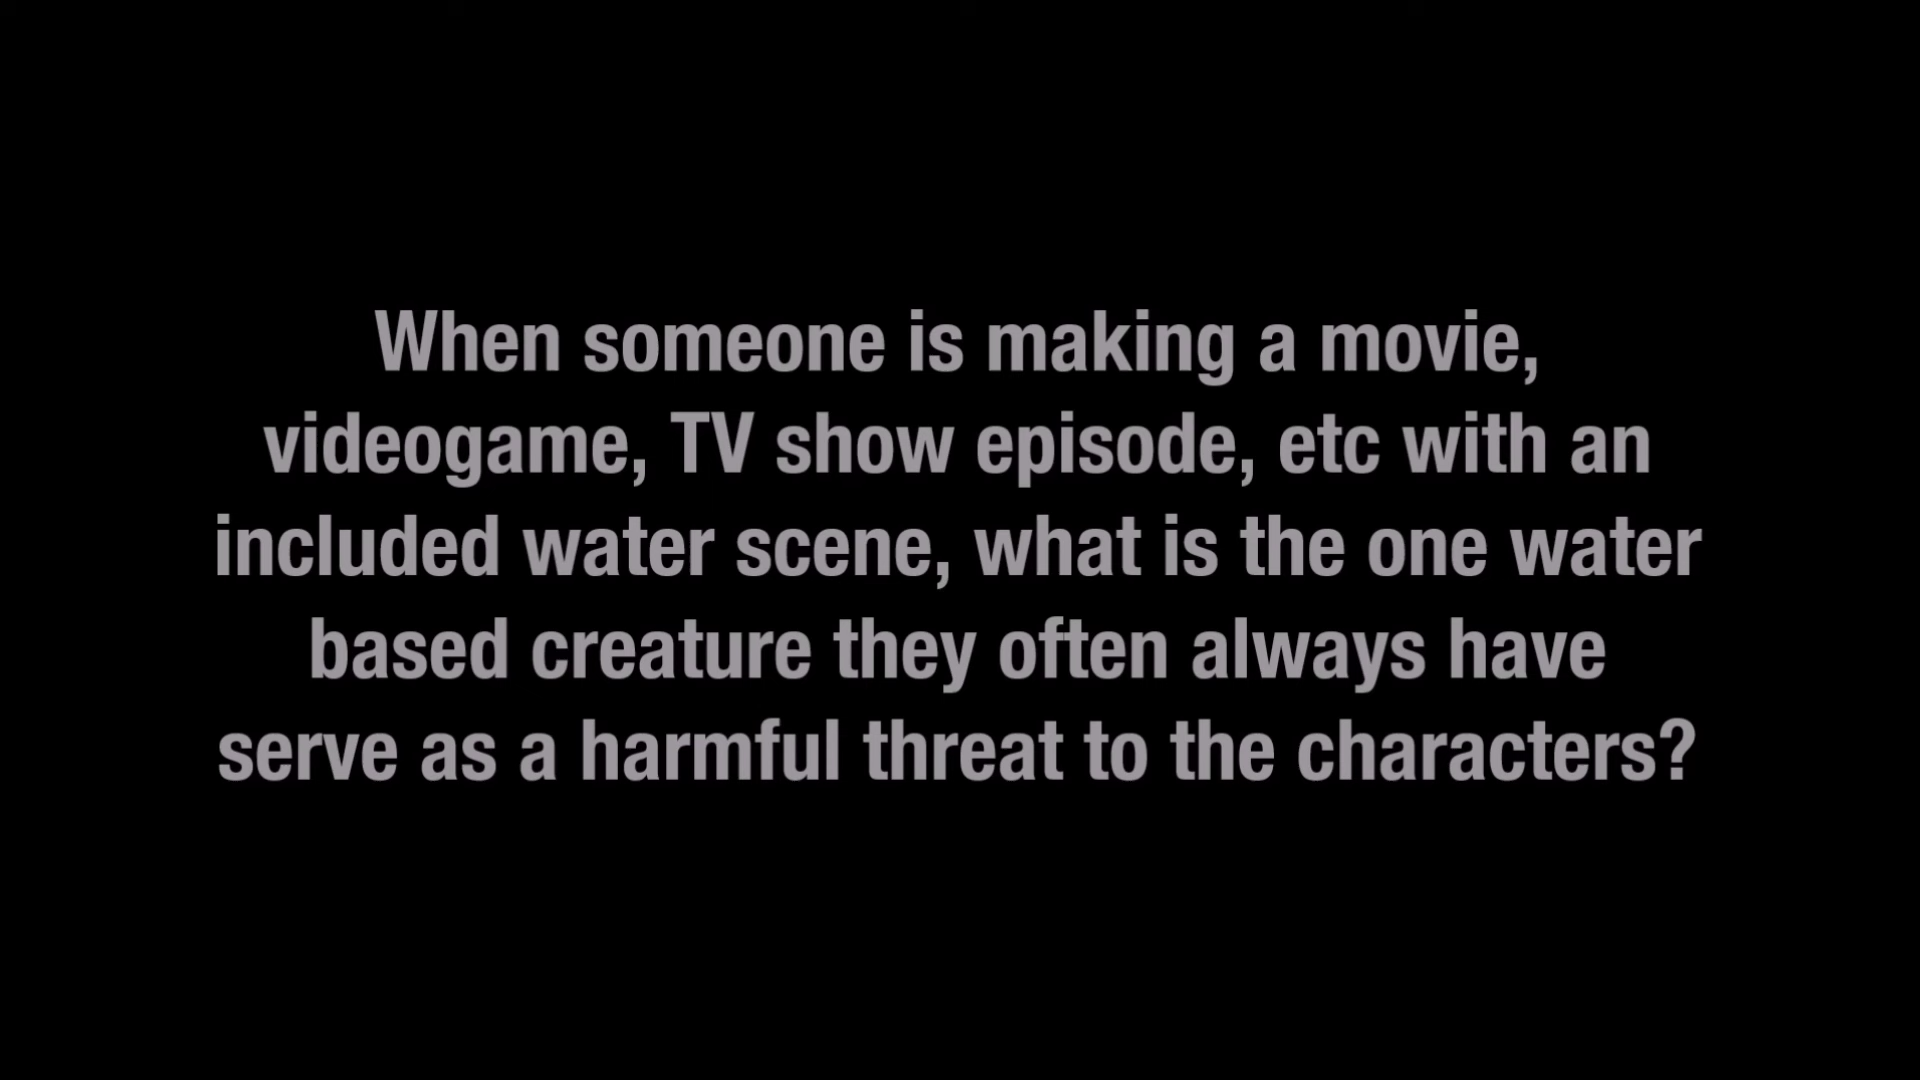 When someone is making a movie,
videogame, TV show episode, etc with an
included water scene, what is the one water
based creature they often always have
serve as a harmful threat to the characters?